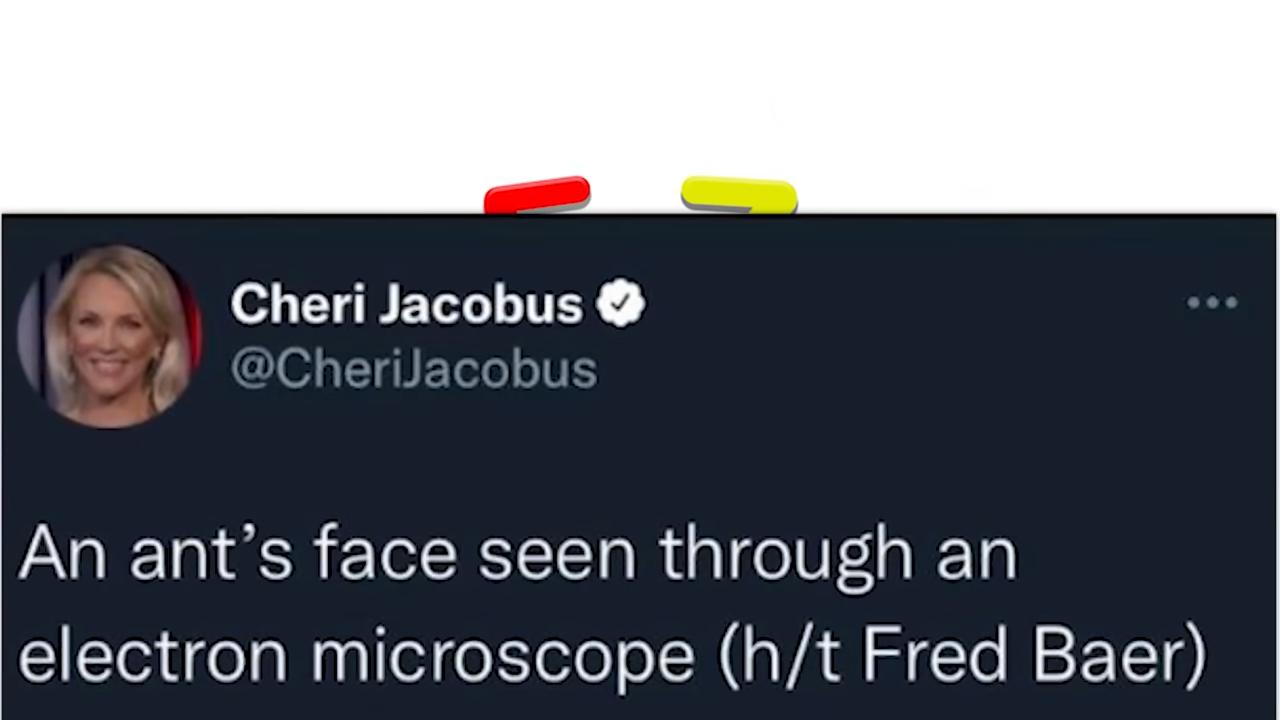 Cheri Jacobus
@CheriJacobus
An ant’s face seen through an
electron microscope (h/t Fred Baer)